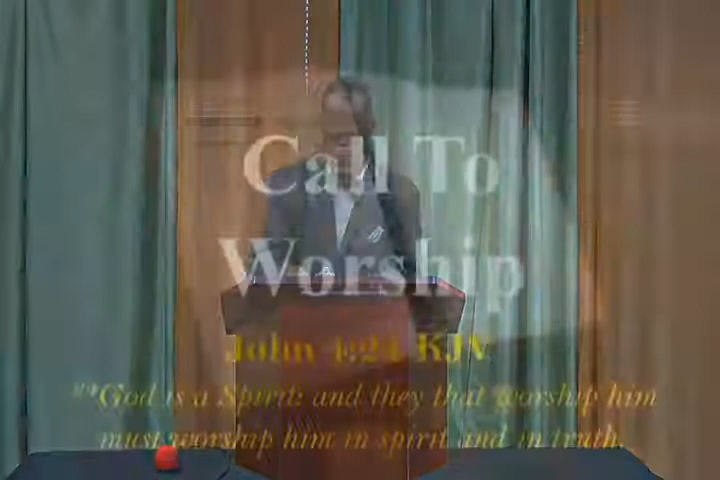 Call To
Worship
John 4:24 KJV
²⁴God is a Spirit: and they that worship him
must worship him in spirit and in truth.